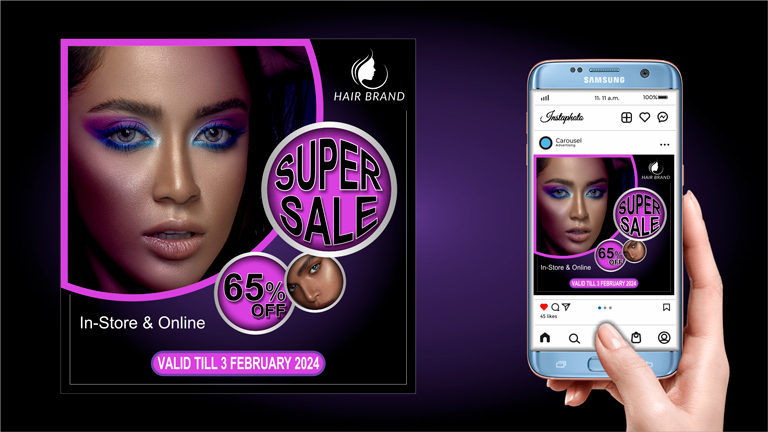 HAIR BRAND
SUPER
SALE
65%
OFF
In-Store & Online
VALID TILL 3 FEBRUARY 2024
SAMSUNG
11:11 a.m.
100%
Instaphoto
Carousel
Advertising
HAIR BRAND
SUPER
SALE
65%
OFF
In-Store & Online
VALID TILL 3 FEBRUARY 2024
45 likes